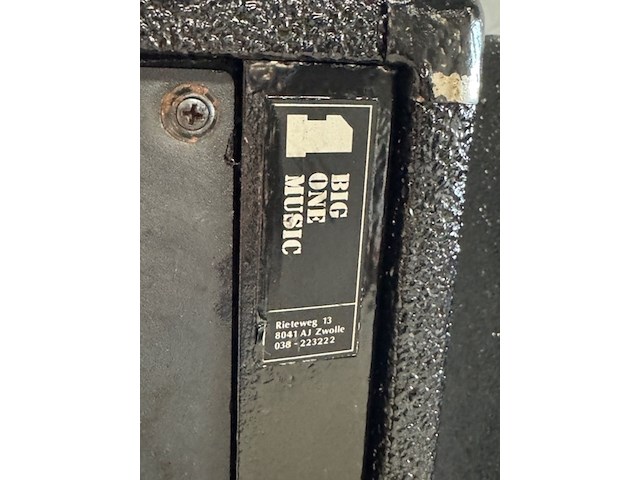 1
BIG
ONE
MUSIC
Rieteweg 13
8041 AJ Zwolle
038-223222